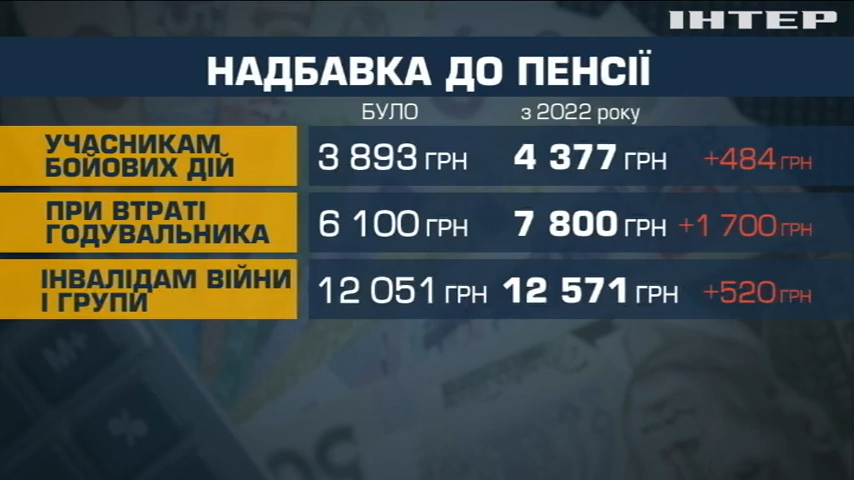 ІНТЕР
НАДБАВКА ДО ПЕНСІЇ
БУЛО з 2022 року
УЧАСНИКАМ
БОЙОВИХ ДІЙ
3 893 ГРН 4 377 ГРН +484 ГРН
ПРИ ВТРАТІ
ГОДУВАЛЬНИКА
6 100 ГРН 7 800 ГРН +1 700 ГРН
ІНВАЛІДАМ ВІЙНИ
І ГРУПИ
12 051 ГРН 12 571 ГРН +520 ГРН
M+
%